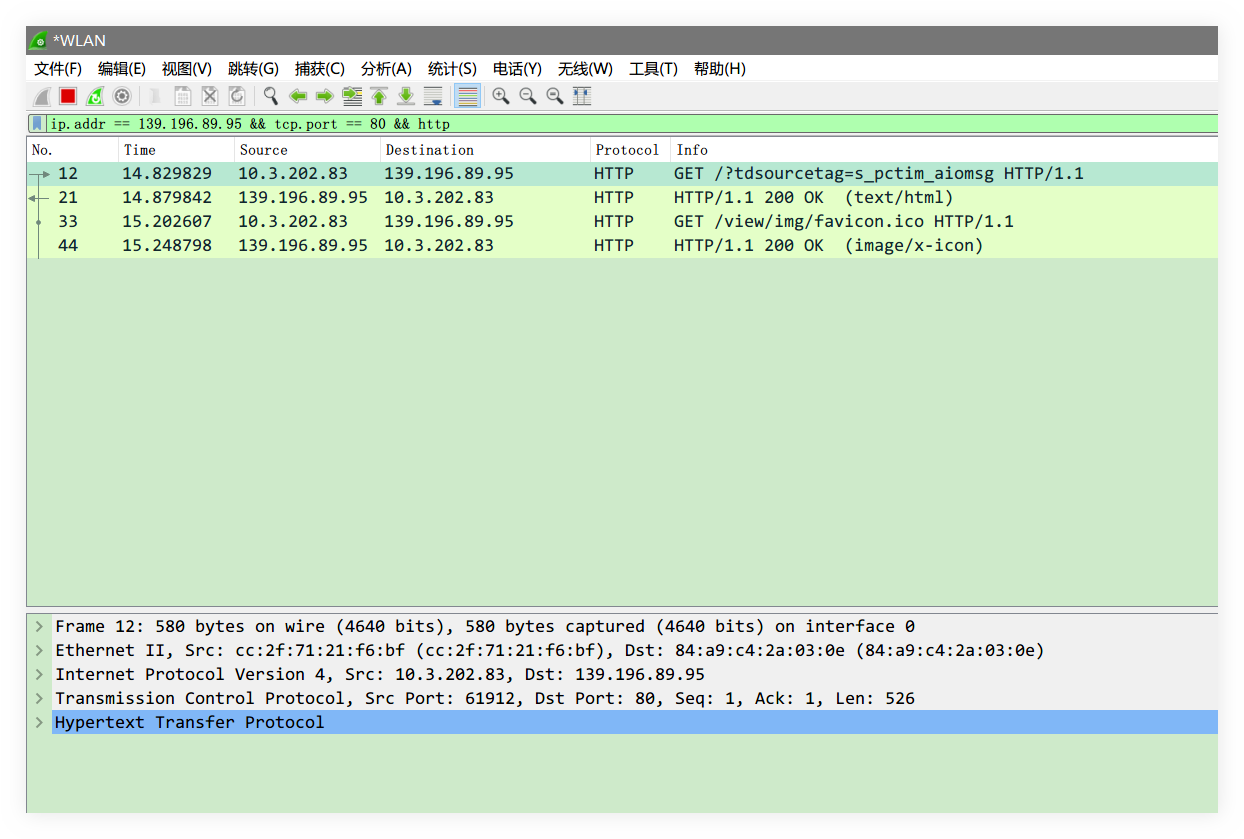 *WLAN
文件(F) 编辑(E) 视图(V) 跳转(G) 捕获(C) 分析(A) 统计(S) 电话(Y) 无线(W) 工具(T) 帮助(H)
ip.addr == 139.196.89.95 && tcp.port == 80 && http
No. Time Source Destination Protocol Info
12 14.829829 10.3.202.83 139.196.89.95 HTTP GET /?tdsourcetag=s_pctim_aiomsg HTTP/1.1
21 14.879842 139.196.89.95 10.3.202.83 HTTP HTTP/1.1 200 OK (text/html)
33 15.202607 10.3.202.83 139.196.89.95 HTTP GET /view/img/favicon.ico HTTP/1.1
44 15.248798 139.196.89.95 10.3.202.83 HTTP HTTP/1.1 200 OK (image/x-icon)
Frame 12: 580 bytes on wire (4640 bits), 580 bytes captured (4640 bits) on interface 0
Ethernet II, Src: cc:2f:71:21:f6:bf (cc:2f:71:21:f6:bf), Dst: 84:a9:c4:2a:03:0e (84:a9:c4:2a:03:0e)
Internet Protocol Version 4, Src: 10.3.202.83, Dst: 139.196.89.95
Transmission Control Protocol, Src Port: 61912, Dst Port: 80, Seq: 1, Ack: 1, Len: 526
Hypertext Transfer Protocol